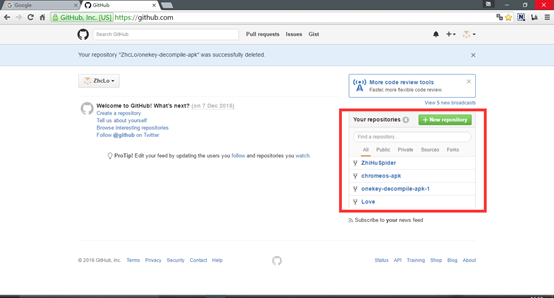 Google
GitHub
GitHub, Inc. [US]
https://github.com
Search GitHub
Pull requests
Issues
Gist
Your repository "ZhcLo/onekey-decompile-apk" was successfully deleted.
ZhcLo
More code review tools
Faster, more flexible code review.
View 5 new broadcasts
Welcome to GitHub! What's next? (on 7 Dec 2016)
Create a repository
Tell us about yourself
Browse interesting repositories
Follow @github on Twitter
ProTip! Edit your feed by updating the users you follow and repositories you watch.
Your repositories 4
New repository
Find a repository...
All Public Private Sources Forks
ZhiHuSpider
chromeos-apk
onekey-decompile-apk-1
Love
Subscribe to your news feed
© 2016 GitHub, Inc. Terms Privacy Security Contact Help
Status API Training Shop Blog About